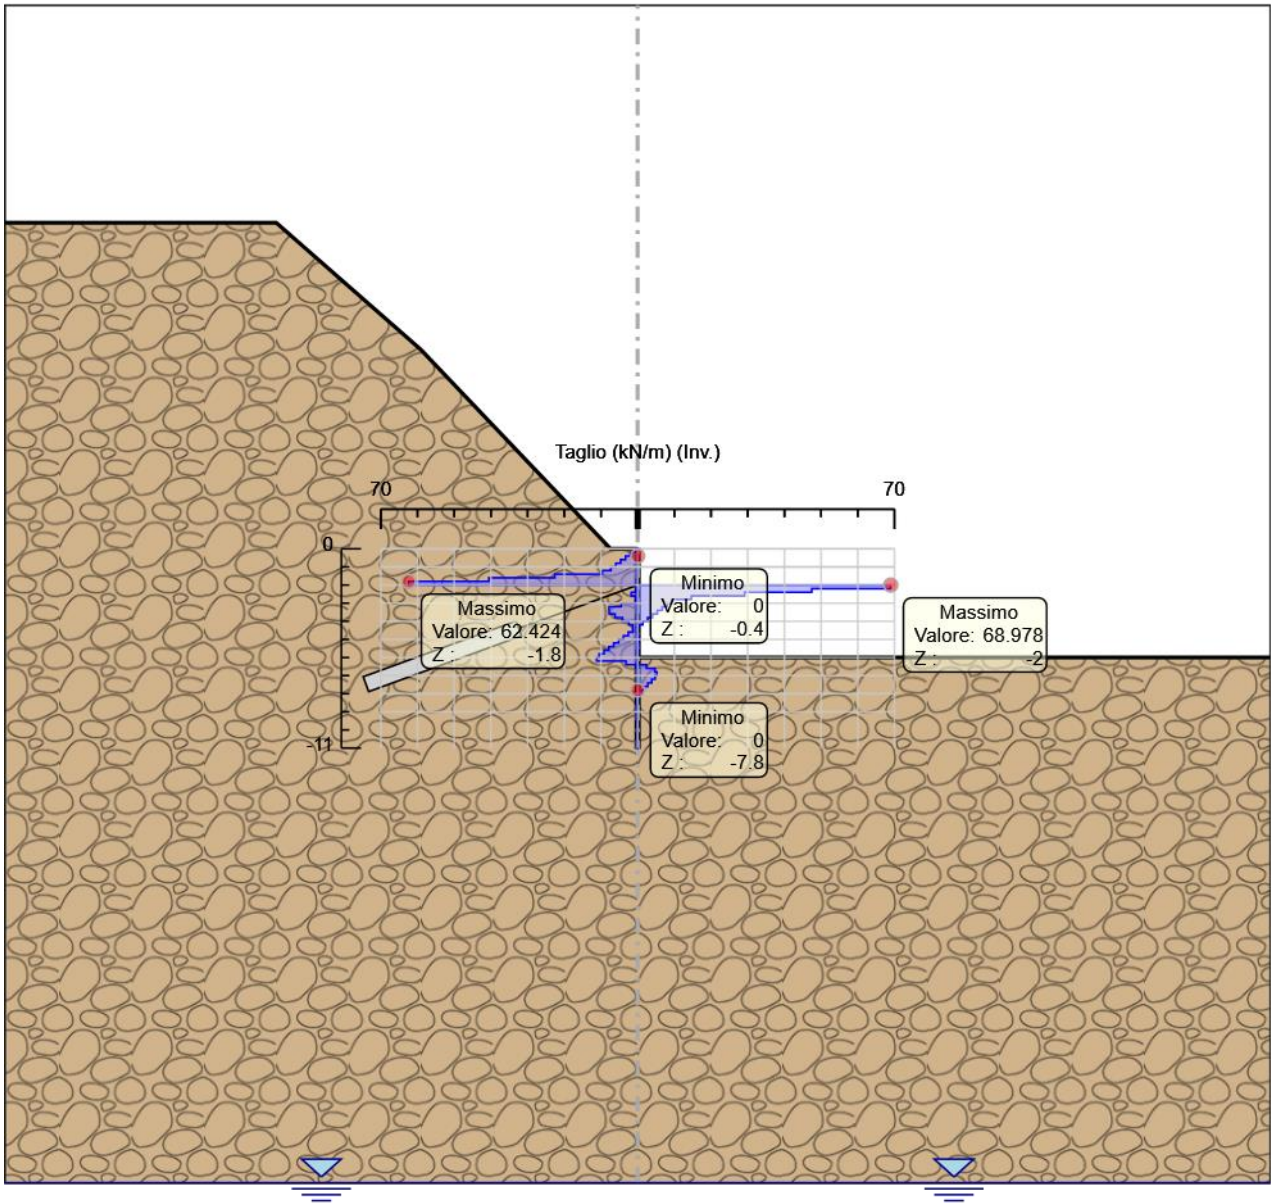 Taglio (kN/m) (Inv.)
70
70
0
-11
Massimo
Valore: 62.424
Z : -1.8
Minimo
Valore: 0
Z : -0.4
Massimo
Valore: 68.978
Z : -2
Minimo
Valore: 0
Z : -7.8